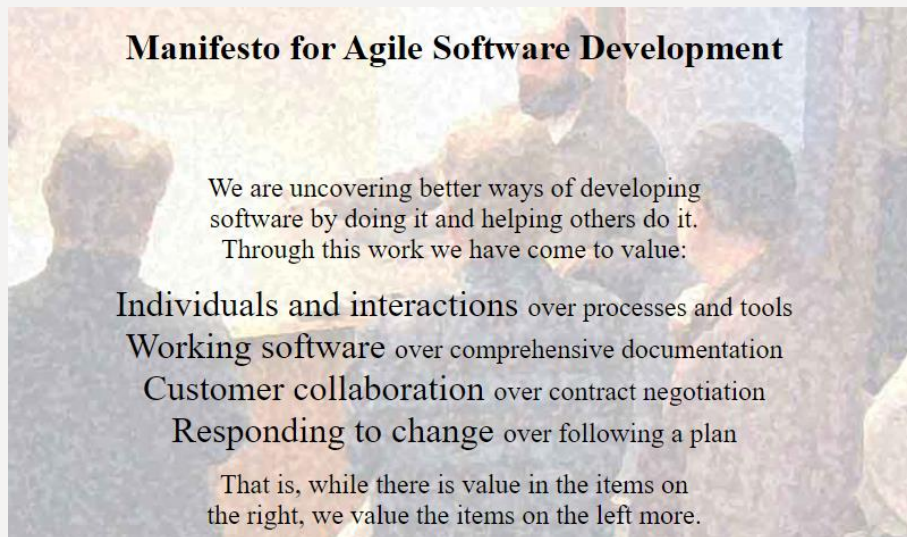 Manifesto for Agile Software Development
We are uncovering better ways of developing
software by doing it and helping others do it.
Through this work we have come to value:
Individuals and interactions over processes and tools
Working software over comprehensive documentation
Customer collaboration over contract negotiation
Responding to change over following a plan
That is, while there is value in the items on
the right, we value the items on the left more.